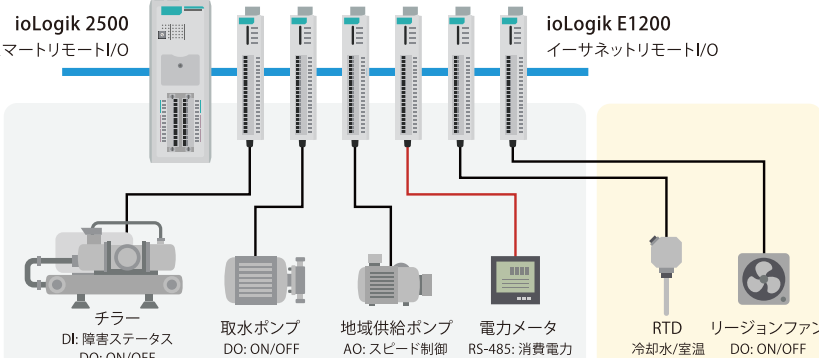 ioLogik 2500
マートリモートI/O
ioLogik E1200
イーサネットリモートI/O
チラー
DI: 障害ステータス
DO: ON/OFF
取水ポンプ
DO: ON/OFF
地域供給ポンプ
AO: スピード制御
電力メータ
RS-485: 消費電力
RTD
冷却水/室温
リージョンファン
DO: ON/OFF